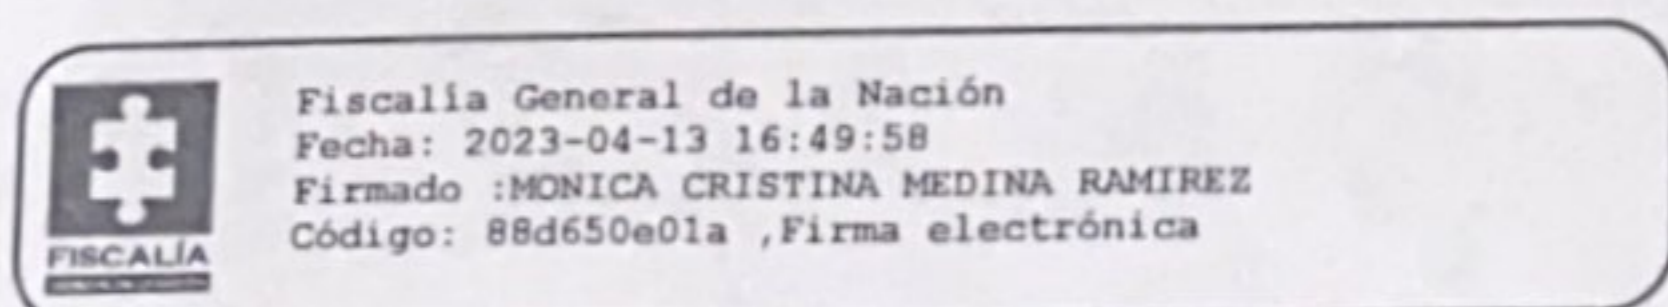 Fiscalía General de la Nación
Fecha: 2023-04-13 16:49:58
Firmado :MONICA CRISTINA MEDINA RAMIREZ
Código: 88d650e01a ,Firma electrónica
FISCALÍA